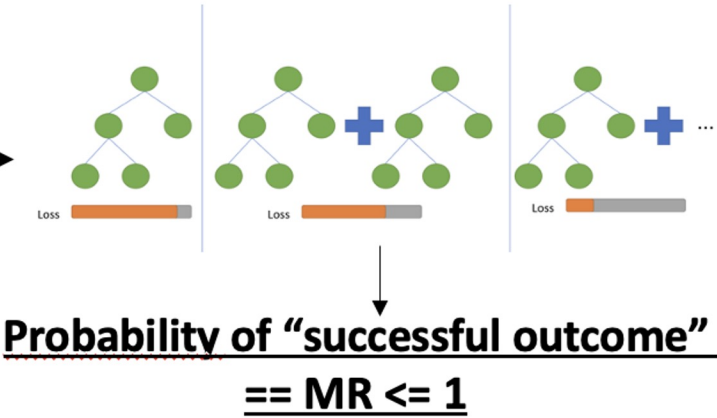 ...
Loss
Loss
Loss
Probability of “successful outcome”
== MR <= 1